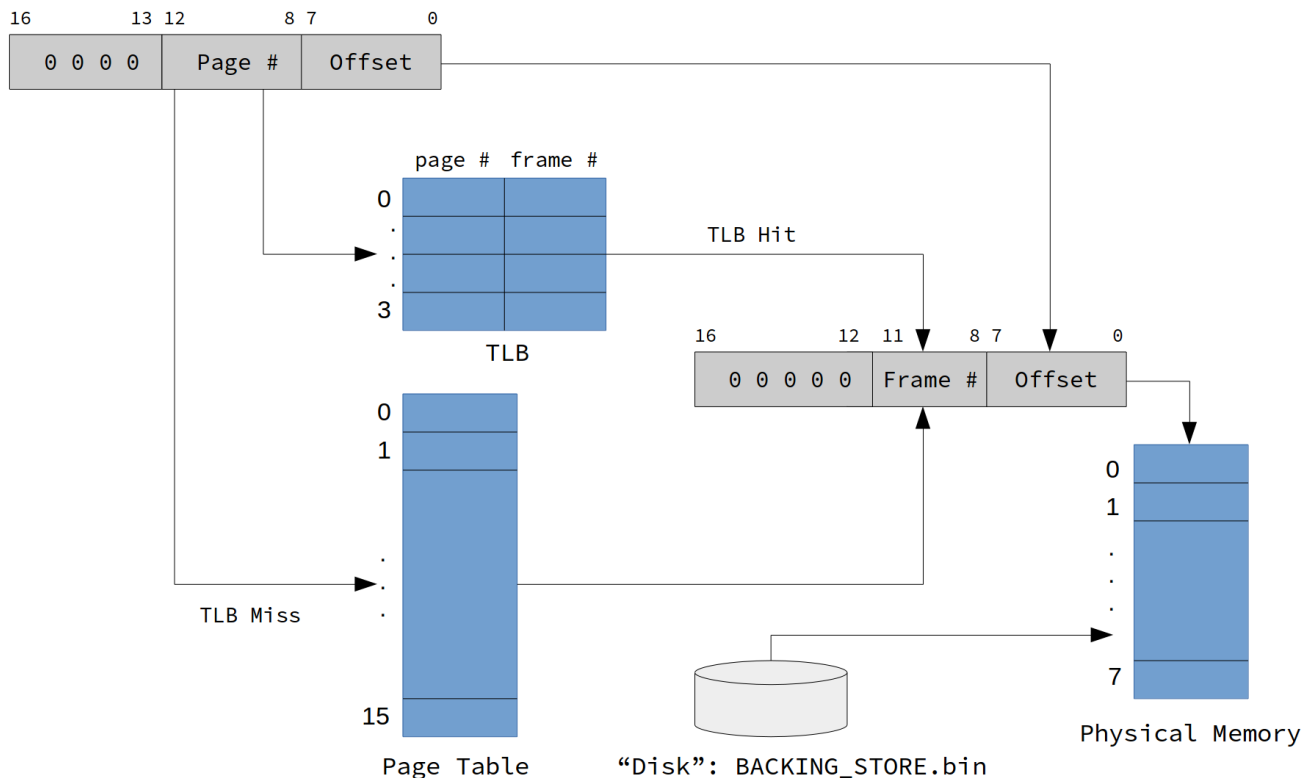 16 13 12 8 7 0
0 0 0 0 Page # Offset
page # frame #
0
.
.
.
3
TLB
TLB Hit
16 12 11 8 7 0
0 0 0 0 0 Frame # Offset
0
1
.
.
.
15
Page Table
TLB Miss
0
1
.
.
.
7
Physical Memory
“Disk”: BACKING_STORE.bin